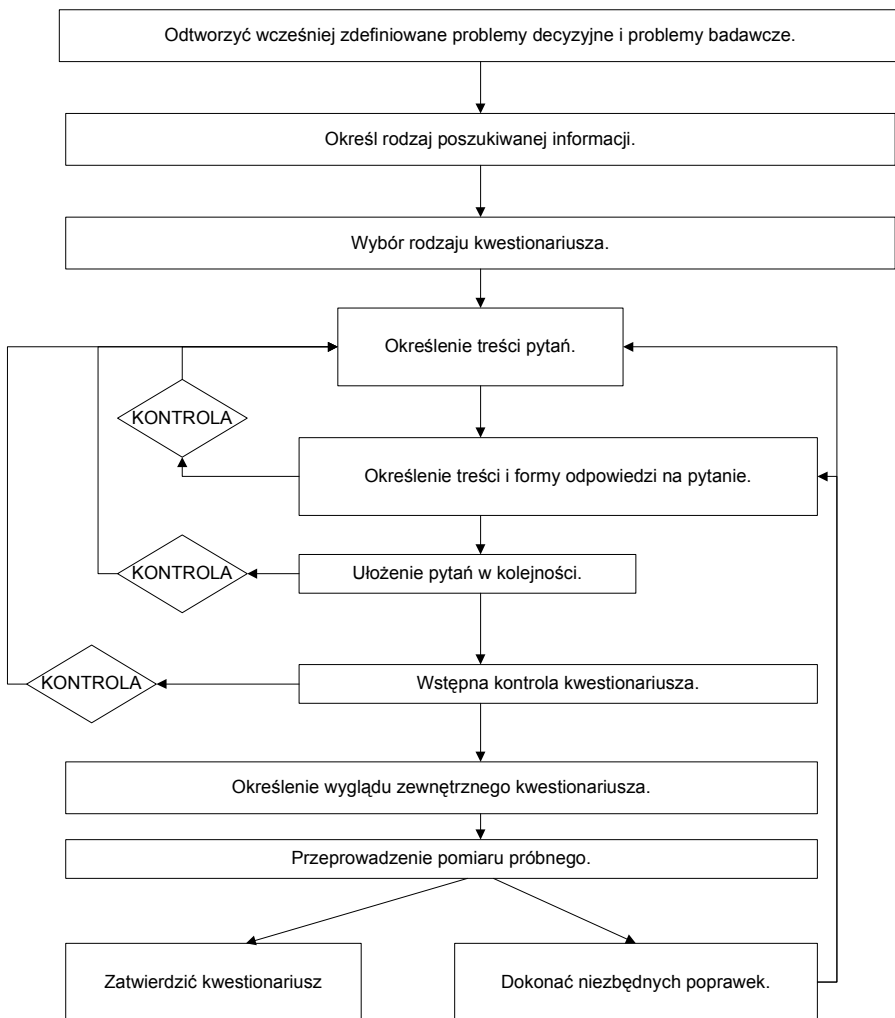 Odtworzyć wcześniej zdefiniowane problemy decyzyjne i problemy badawcze.
Określ rodzaj poszukiwanej informacji.
Wybór rodzaju kwestionariusza.
Określenie treści pytań.
KONTROLA
Określenie treści i formy odpowiedzi na pytanie.
KONTROLA
Ułożenie pytań w kolejności.
KONTROLA
Wstępna kontrola kwestionariusza.
Określenie wyglądu zewnętrznego kwestionariusza.
Przeprowadzenie pomiaru próbnego.
Zatwierdzić kwestionariusz
Dokonać niezbędnych poprawek.